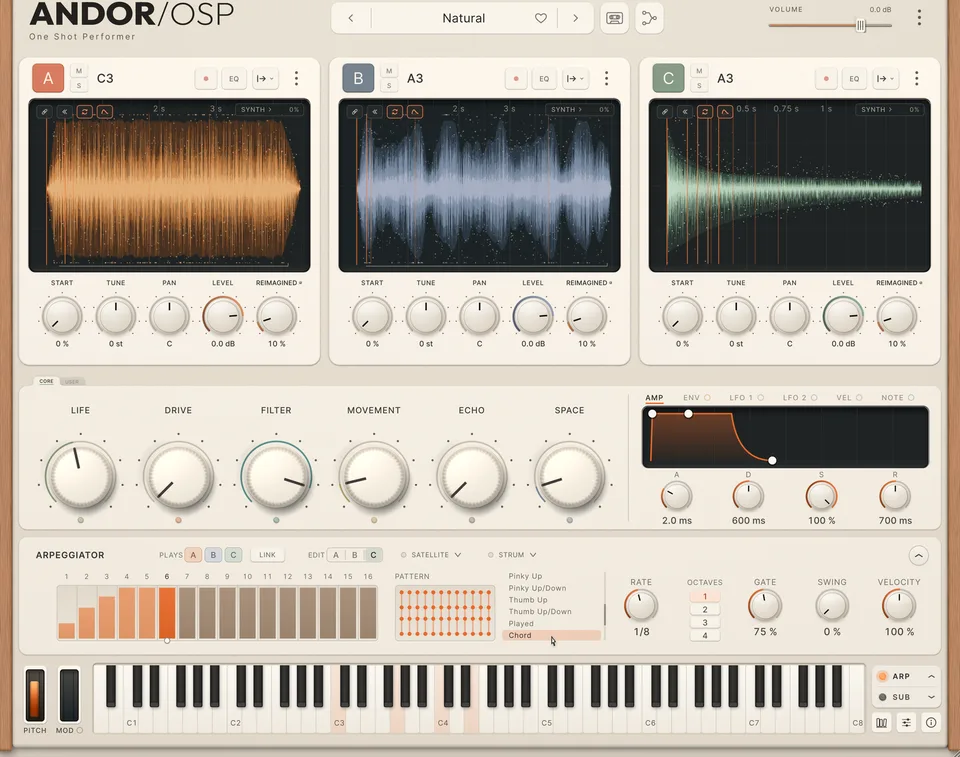 ANDOR/OSP
One Shot Performer
Natural
VOLUME 0.0 dB
A M S C3 EQ
B M S A3 EQ
C M S A3 EQ
2 s 3 s SYNTH > 0%
2 s 3 s SYNTH > 0%
0.5 s 0.75 s 1 s SYNTH > 0%
START TUNE PAN LEVEL REIMAGINED
0 % 0 st C 0.0 dB 10 %
START TUNE PAN LEVEL REIMAGINED
0 % 0 st C 0.0 dB 10 %
START TUNE PAN LEVEL REIMAGINED
0 % 0 st C 0.0 dB 10 %
CORE USER
LIFE DRIVE FILTER MOVEMENT ECHO SPACE
AMP ENV LFO 1 LFO 2 VEL NOTE
A D S R
2.0 ms 600 ms 100 % 700 ms
ARPEGGIATOR PLAYS A B C LINK EDIT A B C SATELLITE STRUM
1 2 3 4 5 6 7 8 9 10 11 12 13 14 15 16
PATTERN
Pinky Up
Pinky Up/Down
Thumb Up
Thumb Up/Down
Played
Chord
RATE OCTAVES GATE SWING VELOCITY
1
2
3
4
1/8 75 % 0 % 100 %
PITCH MOD
C1 C2 C3 C4 C5 C6 C7 C8
ARP
SUB